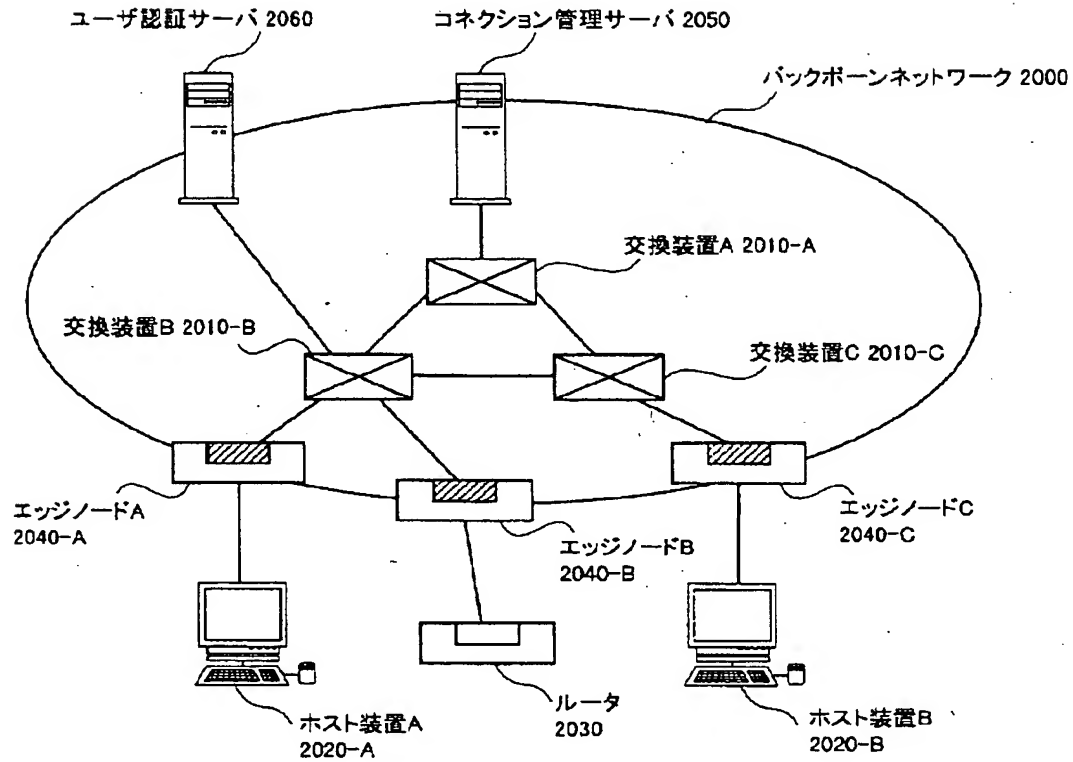 ユーザ認証サーバ 2060
コネクション管理サーバ 2050
バックボーンネットワーク 2000
交換装置A 2010-A
交換装置B 2010-B
交換装置C 2010-C
エッジノードA
2040-A
エッジノードB
2040-B
エッジノードC
2040-C
ホスト装置A
2020-A
ルータ
2030
ホスト装置B
2020-B